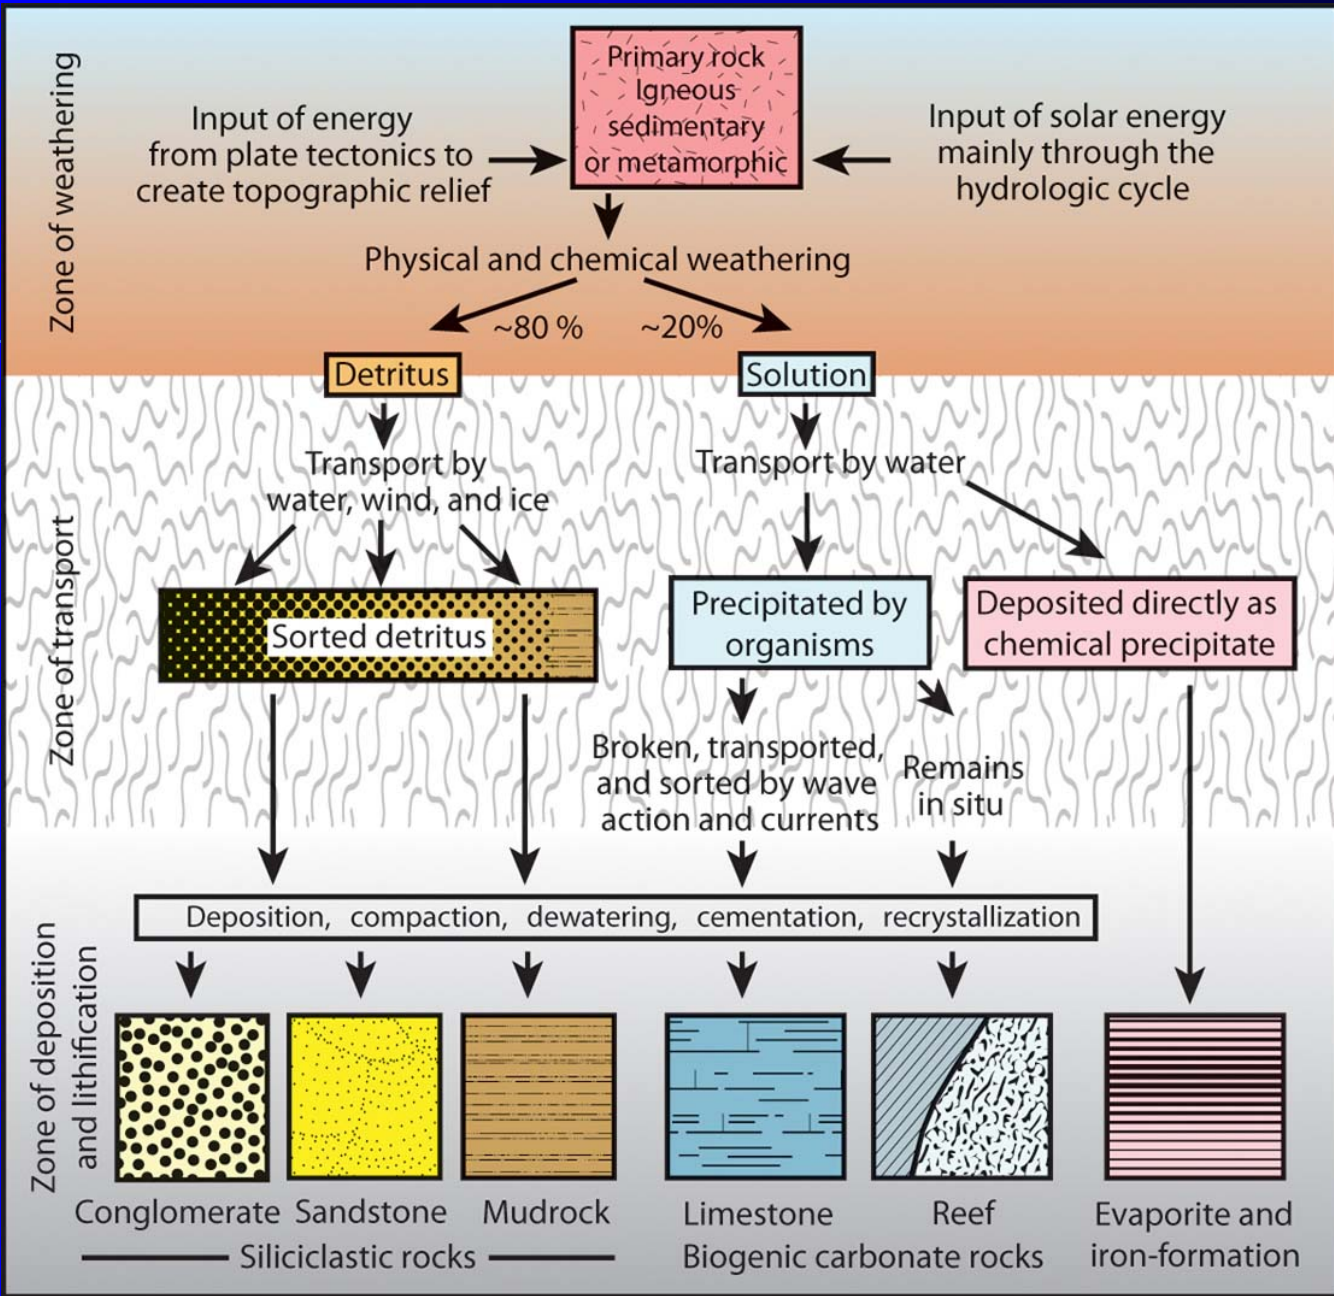 Zone of weathering
Primary rock
Igneous
sedimentary
or metamorphic
Input of energy
from plate tectonics to
create topographic relief
Input of solar energy
mainly through the
hydrologic cycle
Physical and chemical weathering
~80 %
~20%
Detritus
Solution
Zone of transport
Transport by
water, wind, and ice
Transport by water
Sorted detritus
Precipitated by
organisms
Deposited directly as
chemical precipitate
Broken, transported,
and sorted by wave
action and currents
Remains
in situ
Zone of deposition
and lithification
Deposition, compaction, dewatering, cementation, recrystallization
Conglomerate
Sandstone
Mudrock
Siliciclastic rocks
Limestone
Reef
Biogenic carbonate rocks
Evaporite and
iron-formation